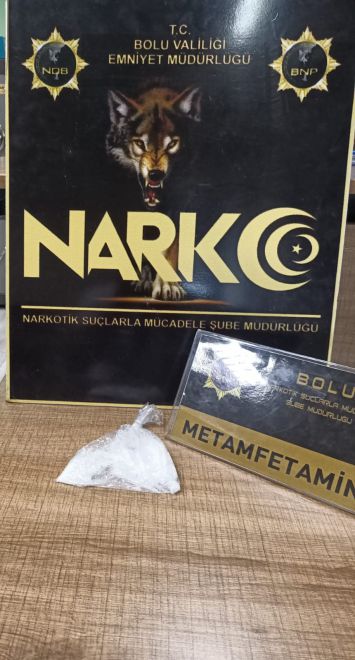 T.C.
BOLU VALİLİĞİ
EMNİYET MÜDÜRLÜĞÜ
NDB
BNP
NARKO
NARKOTİK SUÇLARLA MÜCADELE ŞUBE MÜDÜRLÜĞÜ
BOLU
NARKOTİK SUÇLARLA MÜ
ŞUBE MÜDÜRLÜĞÜ
METAMFETAMİN